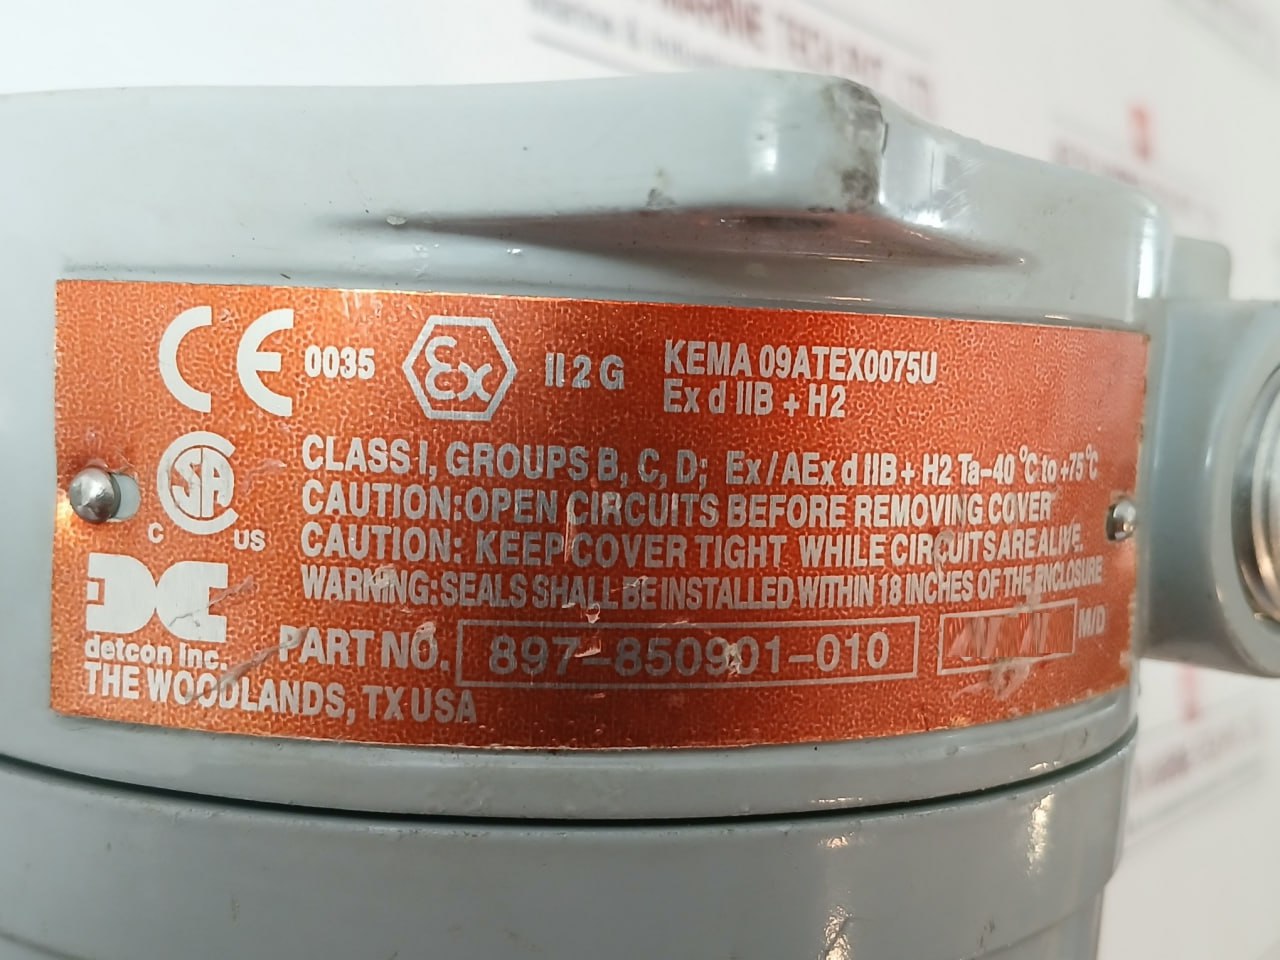 CE 0035 Ex II 2 G KEMA 09ATEX0075U
Ex d IIB + H2
CSA
C US
CLASS I, GROUPS B, C, D; Ex/AEx d IIB + H2 Ta-40 °C to +75°C
CAUTION: OPEN CIRCUITS BEFORE REMOVING COVER
CAUTION: KEEP COVER TIGHT WHILE CIRCUITS ARE ALIVE.
WARNING: SEALS SHALL BE INSTALLED WITHIN 18 INCHES OF THE ENCLOSURE
PART NO. 897-850901-010 M/D
detcon Inc.
THE WOODLANDS, TX USA